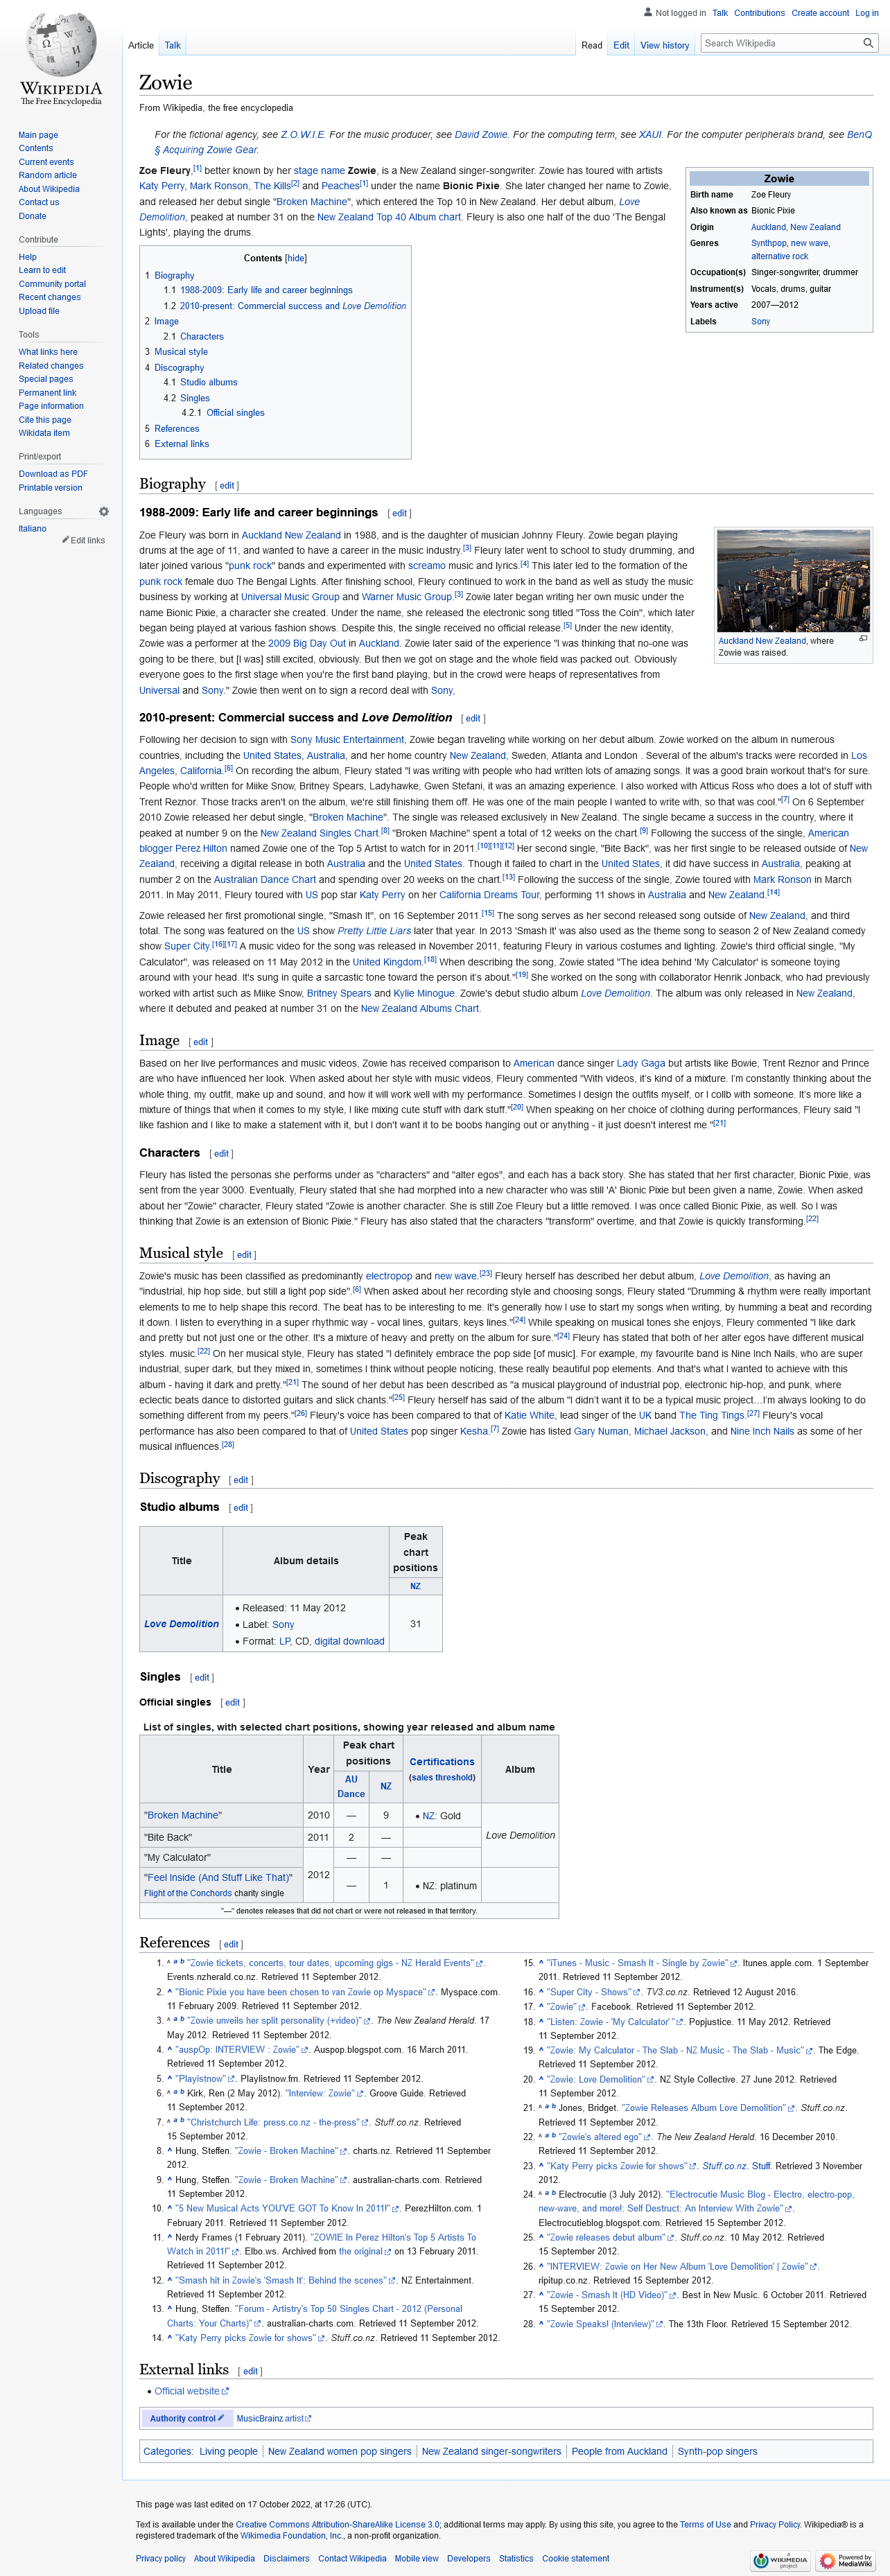 Not logged in Talk Contributions Create account Log in
Article Talk Read Edit View history Search Wikipedia
WIKIPEDIA
The Free Encyclopedia
Main page
Contents
Current events
Random article
About Wikipedia
Contact us
Donate
Contribute
Help
Learn to edit
Community portal
Recent changes
Upload file
Tools
What links here
Related changes
Special pages
Permanent link
Page information
Cite this page
Wikidata item
Print/export
Download as PDF
Printable version
Languages
Italiano
Edit links
Zowie
From Wikipedia, the free encyclopedia
For the fictional agency, see Z.O.W.I.E. For the music producer, see David Zowie. For the computing term, see XAUI. For the computer peripherals brand, see BenQ
§ Acquiring Zowie Gear.
Zoe Fleury,[1] better known by her stage name Zowie, is a New Zealand singer-songwriter. Zowie has toured with artists
Katy Perry, Mark Ronson, The Kills[2] and Peaches[1] under the name Bionic Pixie. She later changed her name to Zowie,
and released her debut single "Broken Machine", which entered the Top 10 in New Zealand. Her debut album, Love
Demolition, peaked at number 31 on the New Zealand Top 40 Album chart. Fleury is also one half of the duo 'The Bengal
Lights', playing the drums.
Zowie
Birth name Zoe Fleury
Also known as Bionic Pixie
Origin Auckland, New Zealand
Genres Synthpop, new wave,
alternative rock
Occupation(s) Singer-songwriter, drummer
Instrument(s) Vocals, drums, guitar
Years active 2007—2012
Labels Sony
Contents [hide]
1 Biography
1.1 1988-2009: Early life and career beginnings
1.2 2010-present: Commercial success and Love Demolition
2 Image
2.1 Characters
3 Musical style
4 Discography
4.1 Studio albums
4.2 Singles
4.2.1 Official singles
5 References
6 External links
Biography [ edit ]
1988-2009: Early life and career beginnings [ edit ]
Zoe Fleury was born in Auckland New Zealand in 1988, and is the daughter of musician Johnny Fleury. Zowie began playing
drums at the age of 11, and wanted to have a career in the music industry.[3] Fleury later went to school to study drumming, and
later joined various "punk rock" bands and experimented with screamo music and lyrics.[4] This later led to the formation of the
punk rock female duo The Bengal Lights. After finishing school, Fleury continued to work in the band as well as study the music
business by working at Universal Music Group and Warner Music Group.[3] Zowie later began writing her own music under the
name Bionic Pixie, a character she created. Under the name, she released the electronic song titled "Toss the Coin", which later
began being played at various fashion shows. Despite this, the single received no official release.[5] Under the new identity,
Zowie was a performer at the 2009 Big Day Out in Auckland. Zowie later said of the experience "I was thinking that no-one was
going to be there, but [I was] still excited, obviously. But then we got on stage and the whole field was packed out. Obviously
everyone goes to the first stage when you're the first band playing, but in the crowd were heaps of representatives from
Universal and Sony." Zowie then went to sign a record deal with Sony,
Auckland New Zealand, where
Zowie was raised.
2010-present: Commercial success and Love Demolition [ edit ]
Following her decision to sign with Sony Music Entertainment, Zowie began traveling while working on her debut album. Zowie worked on the album in numerous
countries, including the United States, Australia, and her home country New Zealand, Sweden, Atlanta and London . Several of the album's tracks were recorded in Los
Angeles, California.[6] On recording the album, Fleury stated "I was writing with people who had written lots of amazing songs. It was a good brain workout that's for sure.
People who'd written for Miike Snow, Britney Spears, Ladyhawke, Gwen Stefani, it was an amazing experience. I also worked with Atticus Ross who does a lot of stuff with
Trent Reznor. Those tracks aren't on the album, we're still finishing them off. He was one of the main people I wanted to write with, so that was cool."[7] On 6 September
2010 Zowie released her debut single, "Broken Machine". The single was released exclusively in New Zealand. The single became a success in the country, where it
peaked at number 9 on the New Zealand Singles Chart.[8] "Broken Machine" spent a total of 12 weeks on the chart.[9] Following the success of the single, American
blogger Perez Hilton named Zowie one of the Top 5 Artist to watch for in 2011.[10][11][12] Her second single, "Bite Back", was her first single to be released outside of New
Zealand, receiving a digital release in both Australia and the United States. Though it failed to chart in the United States, it did have success in Australia, peaking at
number 2 on the Australian Dance Chart and spending over 20 weeks on the chart.[13] Following the success of the single, Zowie toured with Mark Ronson in March
2011. In May 2011, Fleury toured with US pop star Katy Perry on her California Dreams Tour, performing 11 shows in Australia and New Zealand.[14]
Zowie released her first promotional single, "Smash It", on 16 September 2011.[15] The song serves as her second released song outside of New Zealand, and third
total. The song was featured on the US show Pretty Little Liars later that year. In 2013 'Smash It' was also used as the theme song to season 2 of New Zealand comedy
show Super City.[16][17] A music video for the song was released in November 2011, featuring Fleury in various costumes and lighting. Zowie's third official single, "My
Calculator", was released on 11 May 2012 in the United Kingdom.[18] When describing the song, Zowie stated "The idea behind 'My Calculator' is someone toying
around with your head. It's sung in quite a sarcastic tone toward the person it's about."[19] She worked on the song with collaborator Henrik Jonback, who had previously
worked with artist such as Miike Snow, Britney Spears and Kylie Minogue. Zowie's debut studio album Love Demolition. The album was only released in New Zealand,
where it debuted and peaked at number 31 on the New Zealand Albums Chart.
Image [ edit ]
Based on her live performances and music videos, Zowie has received comparison to American dance singer Lady Gaga but artists like Bowie, Trent Reznor and Prince
are who have influenced her look. When asked about her style with music videos, Fleury commented "With videos, it's kind of a mixture. I'm constantly thinking about the
whole thing, my outfit, make up and sound, and how it will work well with my performance. Sometimes I design the outfits myself, or I collb with someone. It's more like a
mixture of things that when it comes to my style, I like mixing cute stuff with dark stuff."[20] When speaking on her choice of clothing during performances, Fleury said "I
like fashion and I like to make a statement with it, but I don't want it to be boobs hanging out or anything - it just doesn't interest me."[21]
Characters [ edit ]
Fleury has listed the personas she performs under as "characters" and "alter egos", and each has a back story. She has stated that her first character, Bionic Pixie, was
sent from the year 3000. Eventually, Fleury stated that she had morphed into a new character who was still 'A' Bionic Pixie but been given a name, Zowie. When asked
about her "Zowie" character, Fleury stated "Zowie is another character. She is still Zoe Fleury but a little removed. I was once called Bionic Pixie, as well. So I was
thinking that Zowie is an extension of Bionic Pixie." Fleury has also stated that the characters "transform" overtime, and that Zowie is quickly transforming.[22]
Musical style [ edit ]
Zowie's music has been classified as predominantly electropop and new wave.[23] Fleury herself has described her debut album, Love Demolition, as having an
"industrial, hip hop side, but still a light pop side".[6] When asked about her recording style and choosing songs, Fleury stated "Drumming & rhythm were really important
elements to me to help shape this record. The beat has to be interesting to me. It's generally how I use to start my songs when writing, by humming a beat and recording
it down. I listen to everything in a super rhythmic way - vocal lines, guitars, keys lines."[24] While speaking on musical tones she enjoys, Fleury commented "I like dark
and pretty but not just one or the other. It's a mixture of heavy and pretty on the album for sure."[24] Fleury has stated that both of her alter egos have different musical
styles. music.[22] On her musical style, Fleury has stated "I definitely embrace the pop side [of music]. For example, my favourite band is Nine Inch Nails, who are super
industrial, super dark, but they mixed in, sometimes I think without people noticing, these really beautiful pop elements. And that's what I wanted to achieve with this
album - having it dark and pretty."[21] The sound of her debut has been described as "a musical playground of industrial pop, electronic hip-hop, and punk, where
eclectic beats dance to distorted guitars and slick chants."[25] Fleury herself has said of the album "I didn't want it to be a typical music project…I'm always looking to do
something different from my peers."[26] Fleury's voice has been compared to that of Katie White, lead singer of the UK band The Ting Tings.[27] Fleury's vocal
performance has also been compared to that of United States pop singer Kesha.[7] Zowie has listed Gary Numan, Michael Jackson, and Nine Inch Nails as some of her
musical influences.[28]
Discography [ edit ]
Studio albums [ edit ]
Title Album details Peak chart positions
NZ
Love Demolition
• Released: 11 May 2012
• Label: Sony
• Format: LP, CD, digital download
31
Singles [ edit ]
Official singles [ edit ]
List of singles, with selected chart positions, showing year released and album name
Title Year Peak chart positions Certifications (sales threshold) Album
AU Dance NZ
"Broken Machine" 2010 — 9 • NZ: Gold Love Demolition
"Bite Back" 2011 2 —
"My Calculator" 2012 — —
"Feel Inside (And Stuff Like That)"
Flight of the Conchords charity single
— 1 • NZ: platinum
"—" denotes releases that did not chart or were not released in that territory.
References [ edit ]
1. ^ a b "Zowie tickets, concerts, tour dates, upcoming gigs - NZ Herald Events".
Events.nzherald.co.nz. Retrieved 11 September 2012.
2. ^ "Bionic Pixie you have been chosen to van Zowie op Myspace". Myspace.com.
11 February 2009. Retrieved 11 September 2012.
3. ^ a b "Zowie unveils her split personality (+video)". The New Zealand Herald. 17
May 2012. Retrieved 11 September 2012.
4. ^ "auspOp: INTERVIEW : Zowie". Auspop.blogspot.com. 16 March 2011.
Retrieved 11 September 2012.
5. ^ "Playistnow". Playlistnow.fm. Retrieved 11 September 2012.
6. ^ a b Kirk, Ren (2 May 2012). "Interview: Zowie". Groove Guide. Retrieved
11 September 2012.
7. ^ a b "Christchurch Life: press.co.nz - the-press". Stuff.co.nz. Retrieved
15 September 2012.
8. ^ Hung, Steffen. "Zowie - Broken Machine". charts.nz. Retrieved 11 September
2012.
9. ^ Hung, Steffen. "Zowie - Broken Machine". australian-charts.com. Retrieved
11 September 2012.
10. ^ "5 New Musical Acts YOU'VE GOT To Know In 2011!". PerezHilton.com. 1
February 2011. Retrieved 11 September 2012.
11. ^ Nerdy Frames (1 February 2011). "ZOWIE In Perez Hilton's Top 5 Artists To
Watch in 2011!". Elbo.ws. Archived from the original on 13 February 2011.
Retrieved 11 September 2012.
12. ^ "Smash hit in Zowie's 'Smash It': Behind the scenes". NZ Entertainment.
Retrieved 11 September 2012.
13. ^ Hung, Steffen. "Forum - Artistry's Top 50 Singles Chart - 2012 (Personal
Charts: Your Charts)". australian-charts.com. Retrieved 11 September 2012.
14. ^ "Katy Perry picks Zowie for shows". Stuff.co.nz. Retrieved 11 September 2012.
15. ^ "iTunes - Music - Smash It - Single by Zowie". Itunes.apple.com. 1 September
2011. Retrieved 11 September 2012.
16. ^ "Super City - Shows". TV3.co.nz. Retrieved 12 August 2016.
17. ^ "Zowie". Facebook. Retrieved 11 September 2012.
18. ^ "Listen: Zowie - 'My Calculator' ". Popjustice. 11 May 2012. Retrieved
11 September 2012.
19. ^ "Zowie: My Calculator - The Slab - NZ Music - The Slab - Music". The Edge.
Retrieved 11 September 2012.
20. ^ "Zowie: Love Demolition". NZ Style Collective. 27 June 2012. Retrieved
11 September 2012.
21. ^ a b Jones, Bridget. "Zowie Releases Album Love Demolition". Stuff.co.nz.
Retrieved 11 September 2012.
22. ^ a b "Zowie's altered ego". The New Zealand Herald. 16 December 2010.
Retrieved 11 September 2012.
23. ^ "Katy Perry picks Zowie for shows". Stuff.co.nz. Stuff. Retrieved 3 November
2012.
24. ^ a b Electrocutie (3 July 2012). "Electrocutie Music Blog - Electro, electro-pop,
new-wave, and more!: Self Destruct: An Interview With Zowie".
Electrocutieblog.blogspot.com. Retrieved 15 September 2012.
25. ^ "Zowie releases debut album". Stuff.co.nz. 10 May 2012. Retrieved
15 September 2012.
26. ^ "INTERVIEW: Zowie on Her New Album 'Love Demolition' | Zowie".
ripitup.co.nz. Retrieved 15 September 2012.
27. ^ "Zowie - Smash It (HD Video)". Best in New Music. 6 October 2011. Retrieved
15 September 2012.
28. ^ "Zowie Speaks! (Interview)". The 13th Floor. Retrieved 15 September 2012.
External links [ edit ]
• Official website
Authority control MusicBrainz artist
Categories: Living people New Zealand women pop singers New Zealand singer-songwriters People from Auckland Synth-pop singers
This page was last edited on 17 October 2022, at 17:26 (UTC).
Text is available under the Creative Commons Attribution-ShareAlike License 3.0; additional terms may apply. By using this site, you agree to the Terms of Use and Privacy Policy. Wikipedia® is a
registered trademark of the Wikimedia Foundation, Inc., a non-profit organization.
Privacy policy About Wikipedia Disclaimers Contact Wikipedia Mobile view Developers Statistics Cookie statement
A WIKIMEDIA project
Powered by MediaWiki